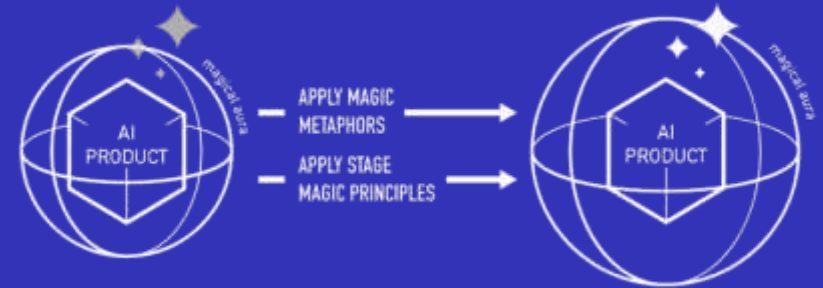 magical aura
AI
PRODUCT
APPLY MAGIC
METAPHORS
APPLY STAGE
MAGIC PRINCIPLES
magical aura
AI
PRODUCT